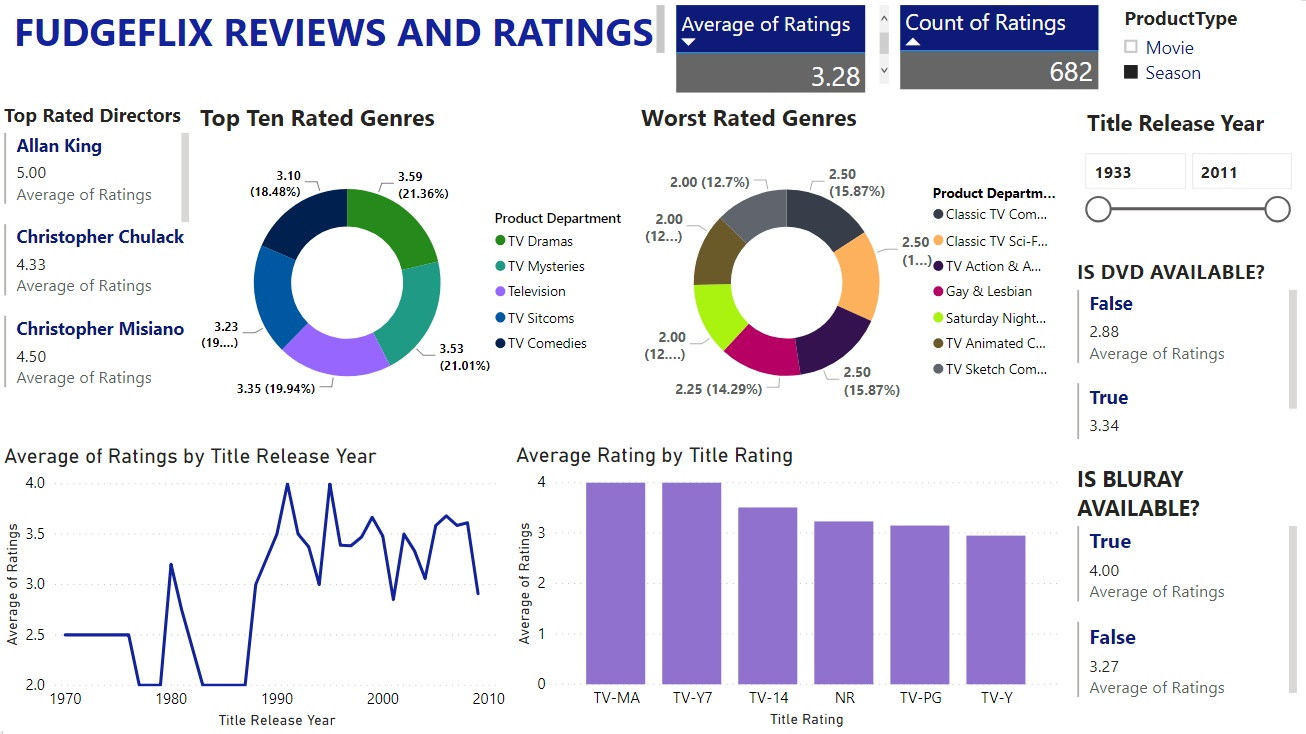 FUDGEFLIX REVIEWS AND RATINGS
Average of Ratings
3.28
Count of Ratings
682
ProductType
Movie
Season
Top Rated Directors
Allan King
5.00
Average of Ratings
Christopher Chulack
4.33
Average of Ratings
Christopher Misiano
4.50
Average of Ratings
Top Ten Rated Genres
3.10
(18.48%)
3.59
(21.36%)
3.23
(19....)
3.53
(21.01%)
3.35 (19.94%)
Product Department
TV Dramas
TV Mysteries
Television
TV Sitcoms
TV Comedies
Worst Rated Genres
2.00 (12.7%)
2.50
(15.87%)
2.00
(12...)
2.50
(1...)
2.00
(12....)
2.50
(15.87%)
2.25 (14.29%)
Product Departm...
Classic TV Com...
Classic TV Sci-F...
TV Action & A...
Gay & Lesbian
Saturday Night...
TV Animated C...
TV Sketch Com...
Title Release Year
1933
2011
IS DVD AVAILABLE?
False
2.88
Average of Ratings
True
3.34
IS BLURAY
AVAILABLE?
True
4.00
Average of Ratings
False
3.27
Average of Ratings
Average of Ratings by Title Release Year
Average of Ratings
4.0
3.5
3.0
2.5
2.0
1970
1980
1990
2000
2010
Title Release Year
Average Rating by Title Rating
Average of Ratings
4
3
2
1
0
TV-MA
TV-Y7
TV-14
NR
TV-PG
TV-Y
Title Rating